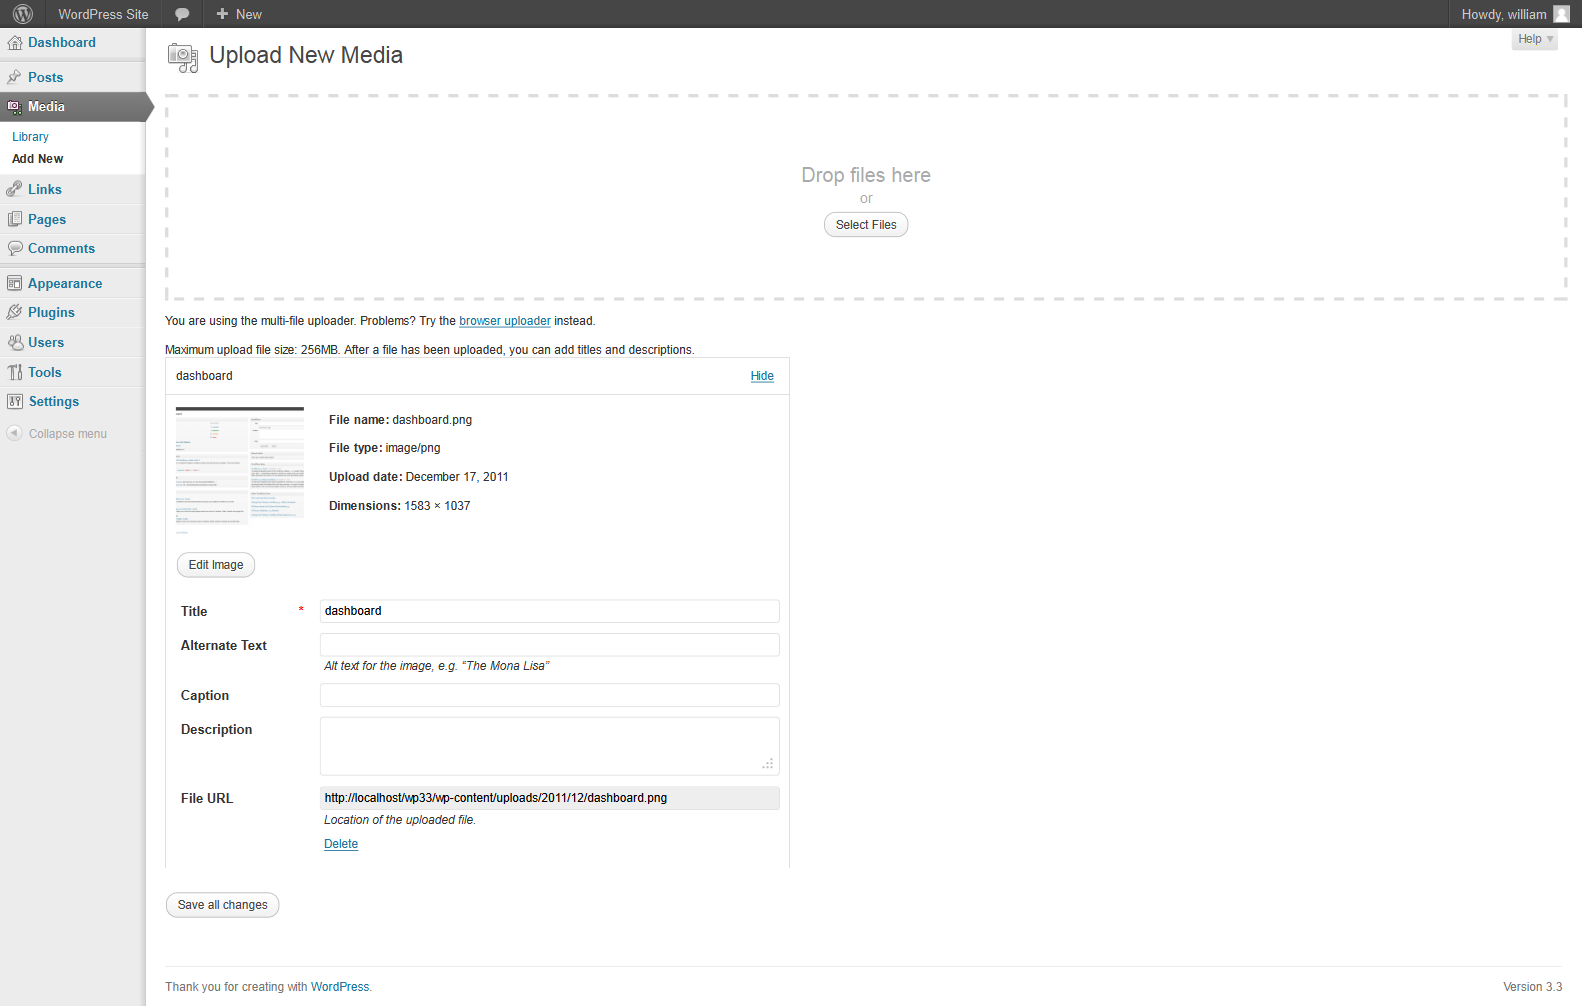 WordPress Site
New
Howdy, william
Help
Dashboard
Posts
Media
Library
Add New
Links
Pages
Comments
Appearance
Plugins
Users
Tools
Settings
Collapse menu
Upload New Media
Drop files here
or
Select Files
You are using the multi-file uploader. Problems? Try the browser uploader instead.
Maximum upload file size: 256MB. After a file has been uploaded, you can add titles and descriptions.
dashboard Hide
File name: dashboard.png
File type: image/png
Upload date: December 17, 2011
Dimensions: 1583 × 1037
Edit Image
Title * dashboard
Alternate Text
Alt text for the image, e.g. “The Mona Lisa”
Caption
Description
File URL http://localhost/wp33/wp-content/uploads/2011/12/dashboard.png
Location of the uploaded file.
Delete
Save all changes
Thank you for creating with WordPress.
Version 3.3